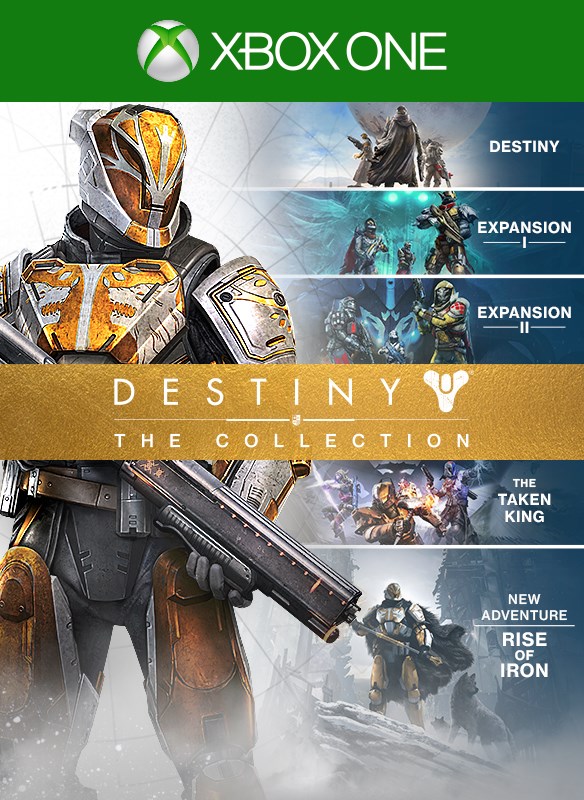 XBOX ONE
DESTINY
EXPANSION
I
EXPANSION
II
DESTINY
THE COLLECTION
THE
TAKEN
KING
NEW
ADVENTURE
RISE
OF
IRON